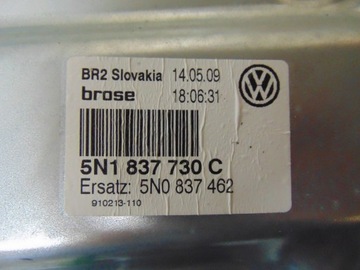 BR2 Slovakia 14.05.09
brose 18:06:31
5N1 837 730 C
Ersatz: 5N0 837 462
910213-110